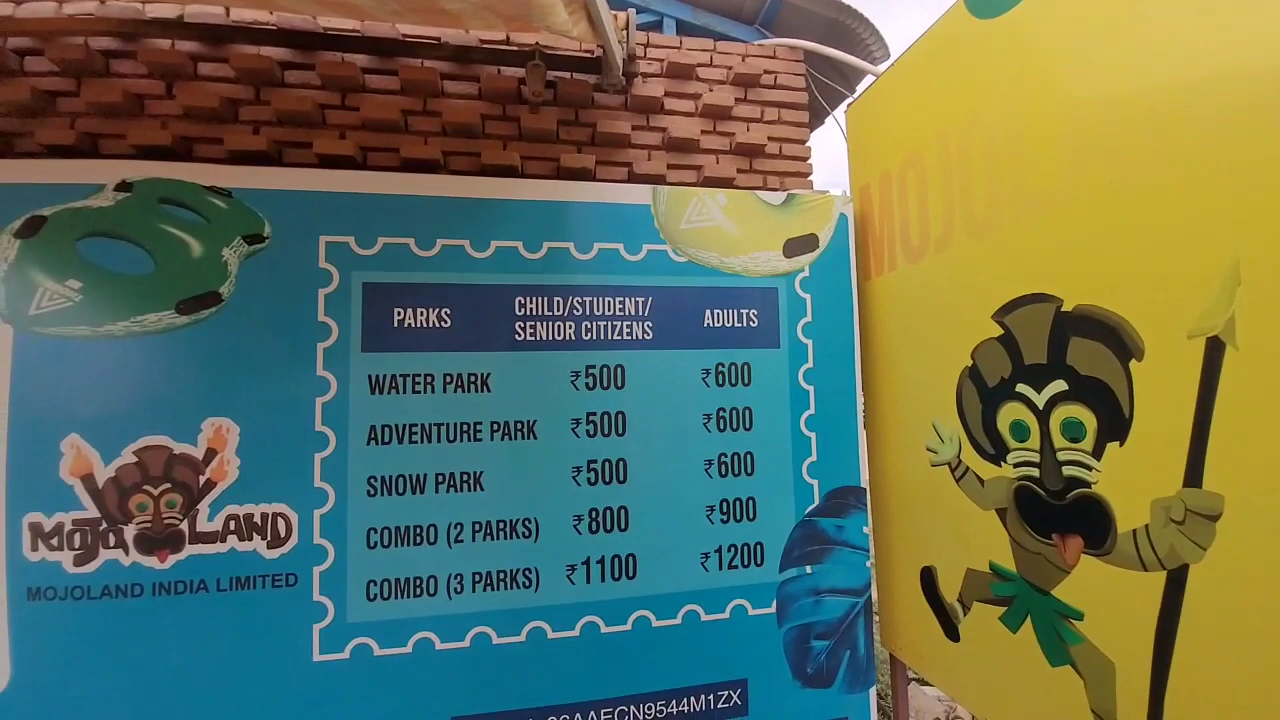 PARKS CHILD/STUDENT/ SENIOR CITIZENS ADULTS
WATER PARK ₹500 ₹600
ADVENTURE PARK ₹500 ₹600
SNOW PARK ₹500 ₹600
COMBO (2 PARKS) ₹800 ₹900
COMBO (3 PARKS) ₹1100 ₹1200
MOJO LAND
MOJOLAND INDIA LIMITED
MOJO